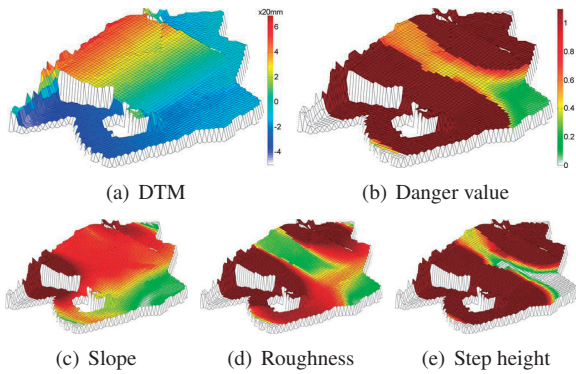 x20mm
6
4
2
0
-2
-4
1
0.8
0.6
0.4
0.2
0
(a) DTM
(b) Danger value
(c) Slope
(d) Roughness
(e) Step height